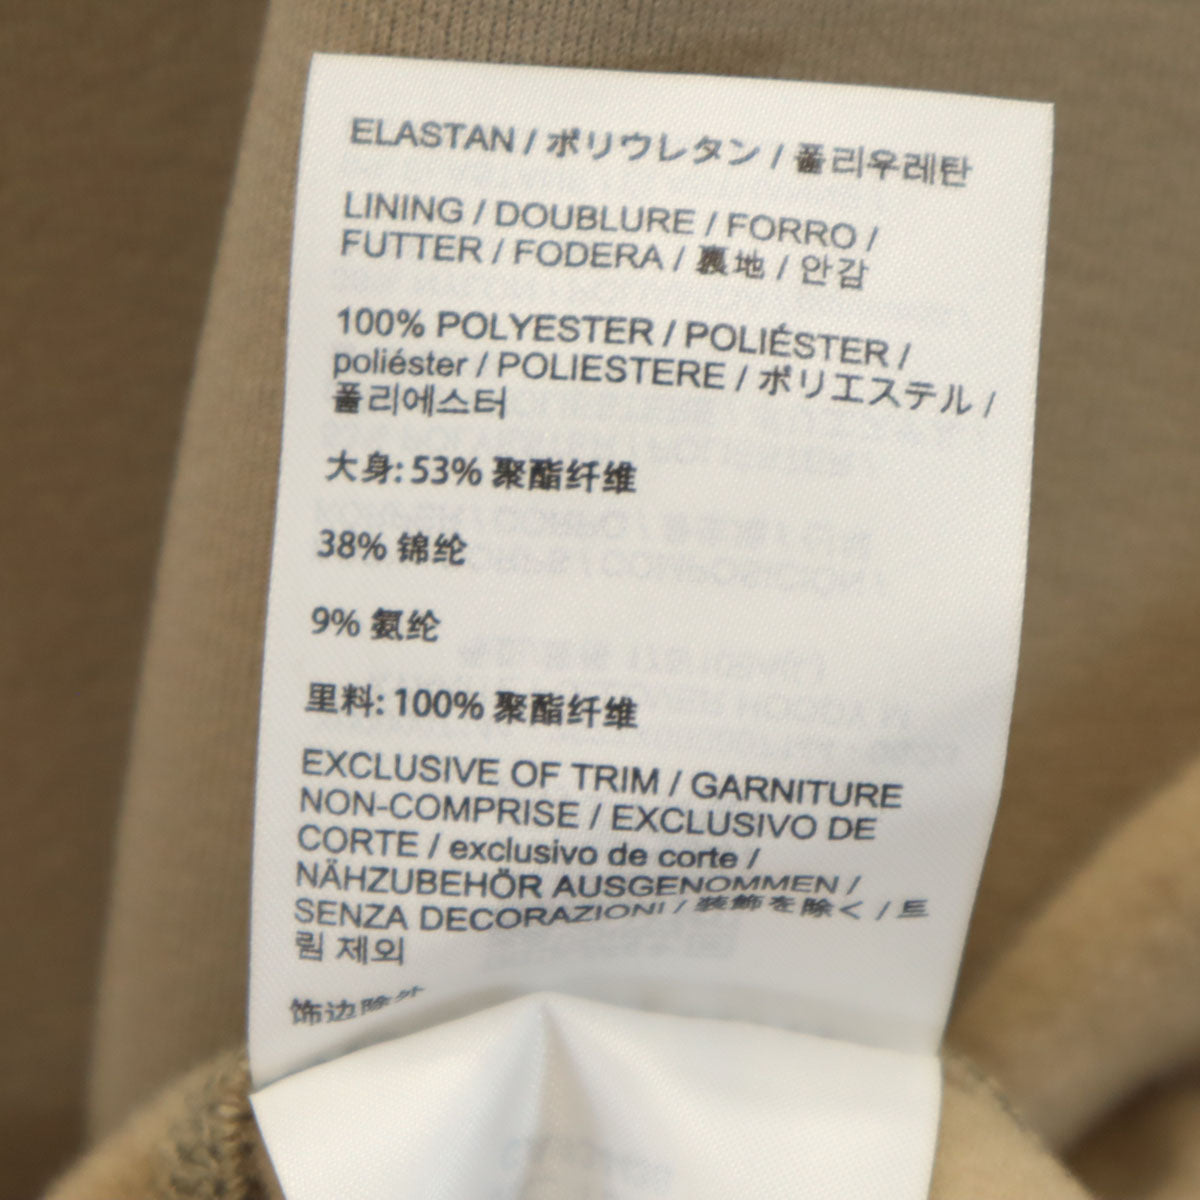 ELASTAN / ポリウレタン / 폴리우레탄
LINING / DOUBLURE / FORRO /
FUTTER / FODERA / 裏地 / 안감
100% POLYESTER / POLIÉSTER /
poliéster / POLIESTERE / ポリエステル /
폴리에스터
大身: 53% 聚酯纤维
38% 锦纶
9% 氨纶
里料: 100% 聚酯纤维
EXCLUSIVE OF TRIM / GARNITURE
NON-COMPRISE / EXCLUSIVO DE
CORTE / exclusivo de corte /
NÄHZUBEHÖR AUSGENOMMEN /
SENZA DECORAZIONI / 装飾を除く / 트
림 제외
饰边除外